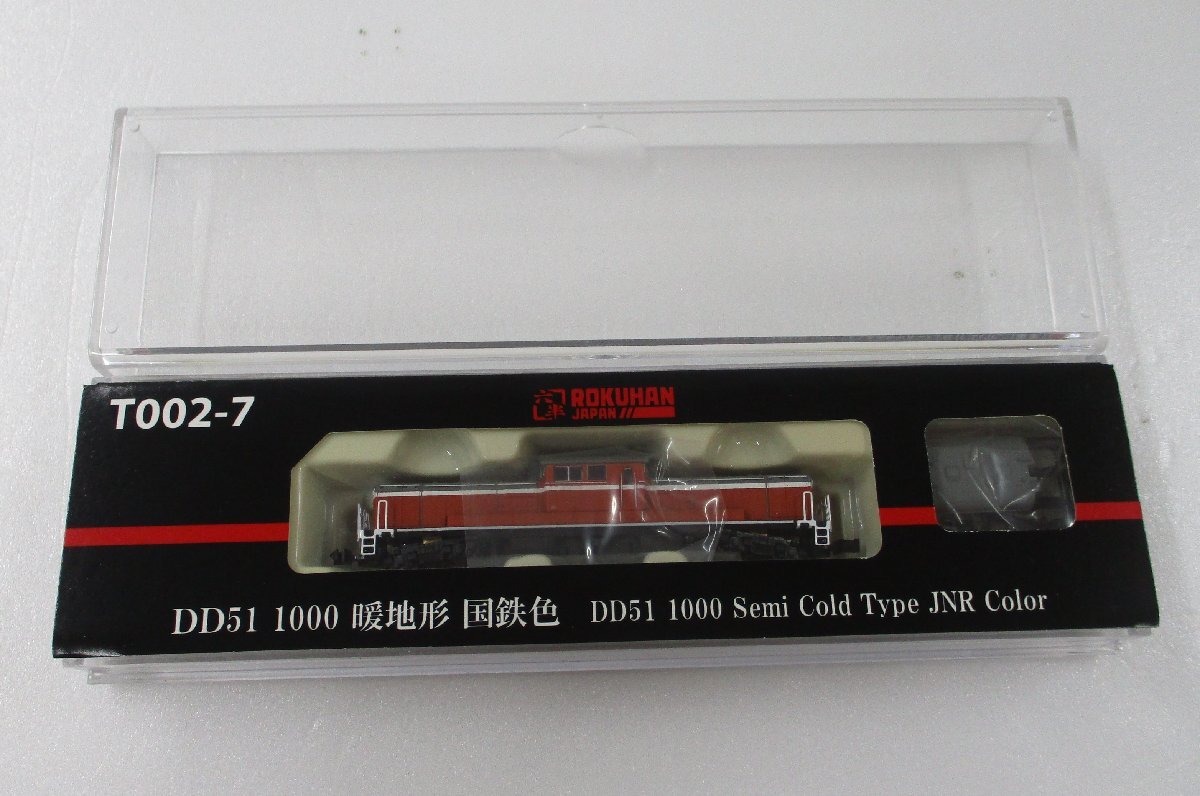 T002-7
六半 ROKUHAN
JAPAN
DD51 1000 暖地形 国鉄色 DD51 1000 Semi Cold Type JNR Color